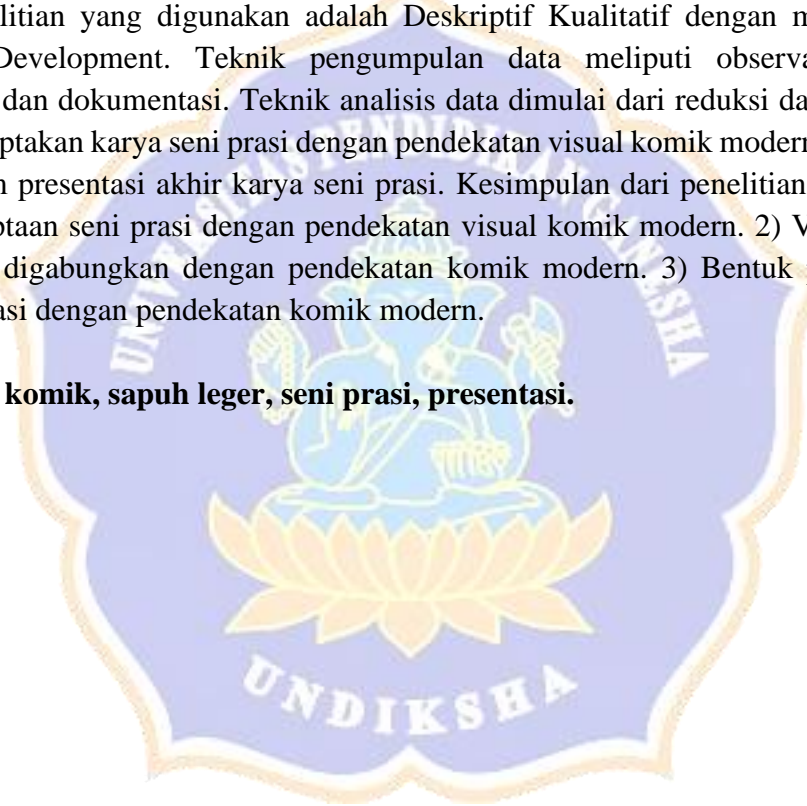 litian yang digunakan adalah Deskriptif Kualitatif dengan m
Development. Teknik pengumpulan data meliputi observa
dan dokumentasi. Teknik analisis data dimulai dari reduksi da
ptakan karya seni prasi dengan pendekatan visual komik modern
n presentasi akhir karya seni prasi. Kesimpulan dari penelitian
ptaan seni prasi dengan pendekatan visual komik modern. 2) V
digabungkan dengan pendekatan komik modern. 3) Bentuk
asi dengan pendekatan komik modern.
komik, sapuh leger, seni prasi, presentasi.
UNIVERSITAS PENDIDIKAN GANESHA
UNDIKSHA